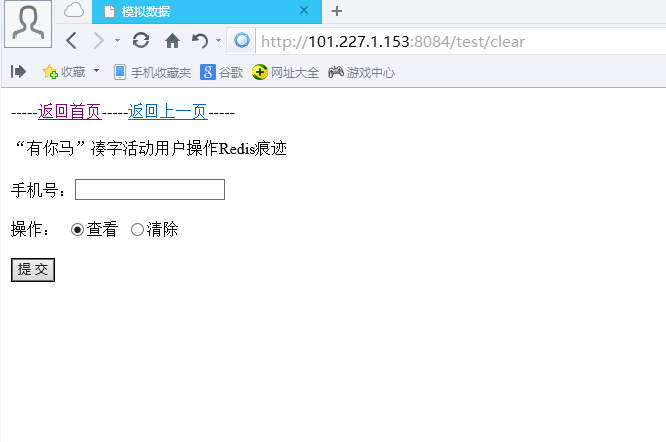 模拟数据
http://101.227.1.153:8084/test/clear
收藏 手机收藏夹 谷歌 网址大全 游戏中心
-----返回首页-----返回上一页-----
“有你马”凑字活动用户操作Redis痕迹
手机号：
操作： 查看 清除
提 交